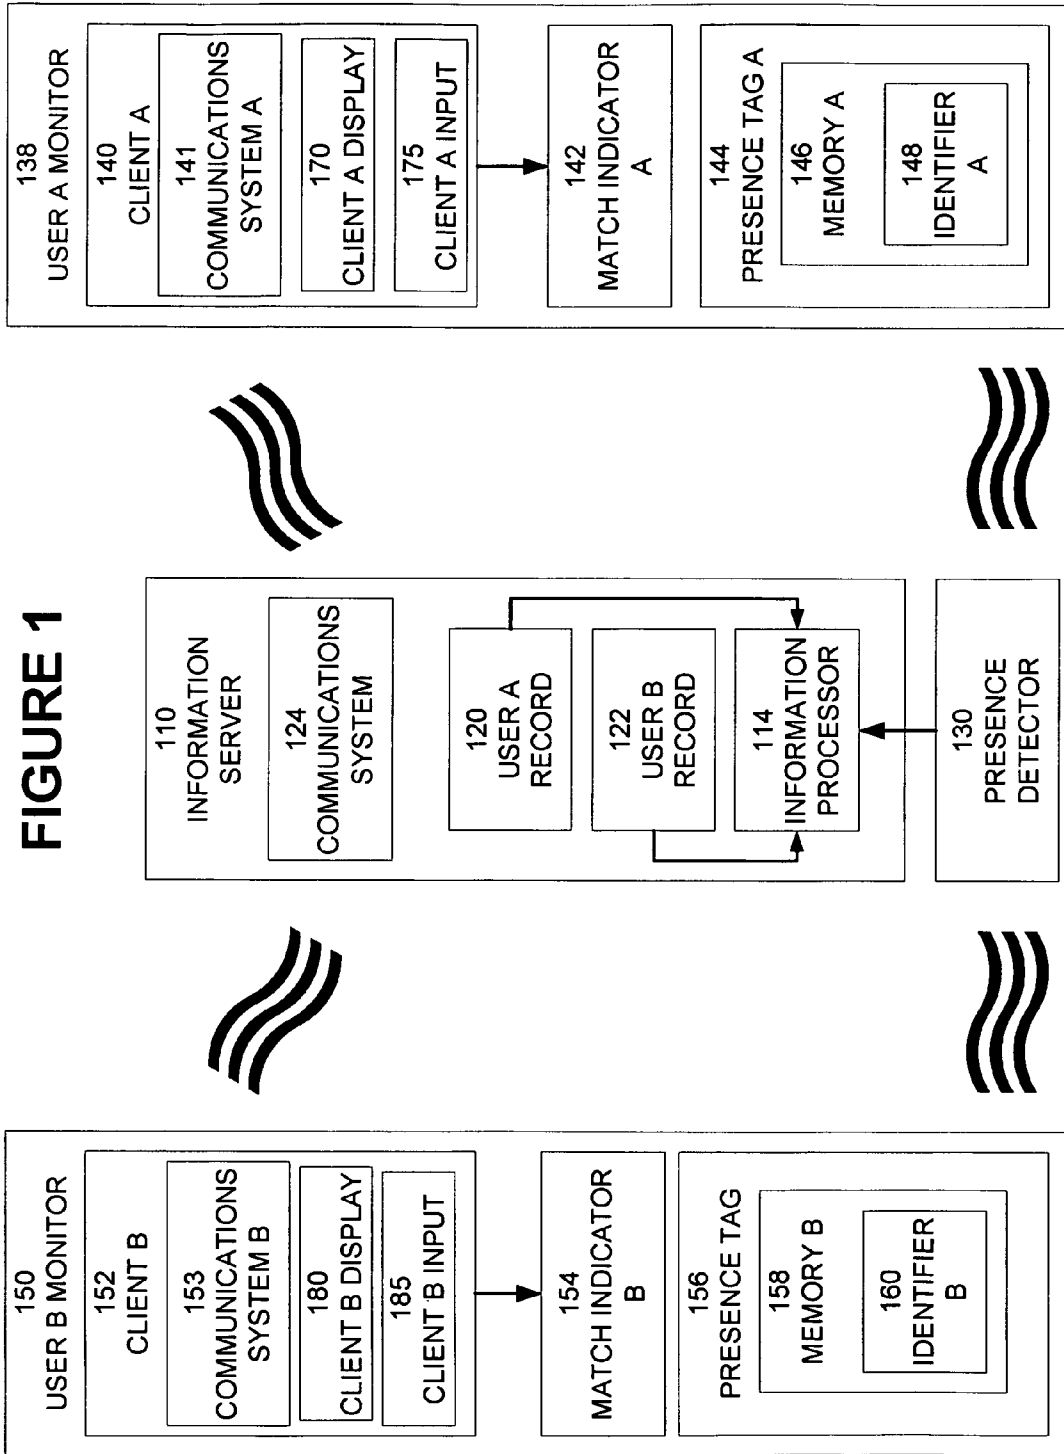 FIGURE 1
150
USER B MONITOR
152
CLIENT B
153
COMMUNICATIONS
SYSTEM B
180
CLIENT B DISPLAY
185
CLIENT B INPUT
154
MATCH INDICATOR
B
156
PRESENCE TAG
158
MEMORY B
160
IDENTIFIER
B
110
INFORMATION
SERVER
124
COMMUNICATIONS
SYSTEM
120
USER A
RECORD
122
USER B
RECORD
114
INFORMATION
PROCESSOR
130
PRESENCE
DETECTOR
138
USER A MONITOR
140
CLIENT A
141
COMMUNICATIONS
SYSTEM A
170
CLIENT A DISPLAY
175
CLIENT A INPUT
142
MATCH INDICATOR
A
144
PRESENCE TAG A
146
MEMORY A
148
IDENTIFIER
A